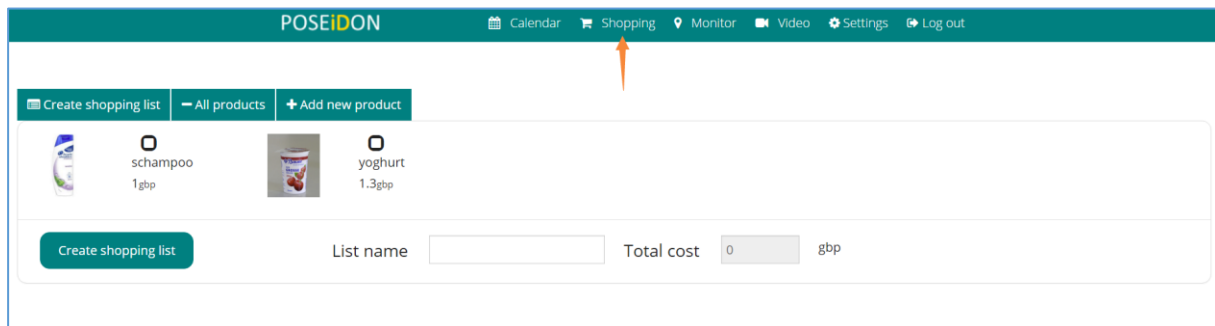 POSEiDON Calendar Shopping Monitor Video Settings Log out
Create shopping list All products Add new product
schampoo yoghurt
1gbp 1.3gbp
Create shopping list List name Total cost 0 gbp